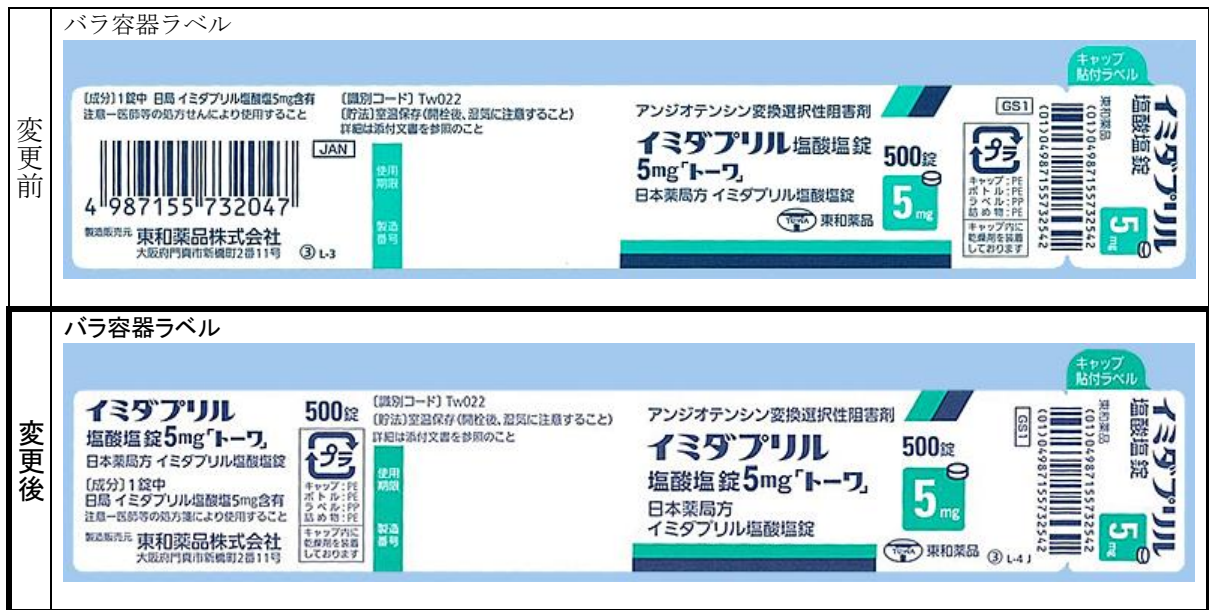 変更前
バラ容器ラベル
〔成分〕1錠中 日局 イミダプリル塩酸塩5mg含有
注意－医師等の処方せんにより使用すること
JAN
4 987155 732047
製造販売元 東和薬品株式会社
大阪府門真市新橋町2番11号 ③ L-3
〔識別コード〕Tw022
〔貯法〕室温保存(開栓後、湿気に注意すること)
詳細は添付文書を参照のこと
使用
期限
製造
番号
アンジオテンシン変換選択性阻害剤
イミダプリル塩酸塩錠
5mg「トーワ」
日本薬局方 イミダプリル塩酸塩錠
TOWA 東和薬品
500錠
5mg
GS1
プラ
キャップ:PE
ボトル:PE
ラベル:PP
詰め物:PE
キャップ内に
乾燥剤を装着
しております
(01)04987155732542
(01)04987155732542
キャップ
貼付ラベル
東和薬品
イミダプリル
塩酸塩錠
5mg
変更後
バラ容器ラベル
イミダプリル
塩酸塩錠5mg「トーワ」
日本薬局方 イミダプリル塩酸塩錠
〔成分〕1錠中
日局 イミダプリル塩酸塩5mg含有
注意－医師等の処方箋により使用すること
製造販売元 東和薬品株式会社
大阪府門真市新橋町2番11号
500錠
プラ
キャップ:PE
ボトル:PE
ラベル:PP
詰め物:PE
キャップ内に
乾燥剤を装着
しております
〔識別コード〕Tw022
〔貯法〕室温保存(開栓後、湿気に注意すること)
詳細は添付文書を参照のこと
使用
期限
製造
番号
アンジオテンシン変換選択性阻害剤
イミダプリル
塩酸塩錠5mg「トーワ」
日本薬局方
イミダプリル塩酸塩錠
500錠
5mg
TOWA 東和薬品 ③ L-4 J
GS1
(01)04987155732542
(01)04987155732542
キャップ
貼付ラベル
東和薬品
イミダプリル
塩酸塩錠
5mg